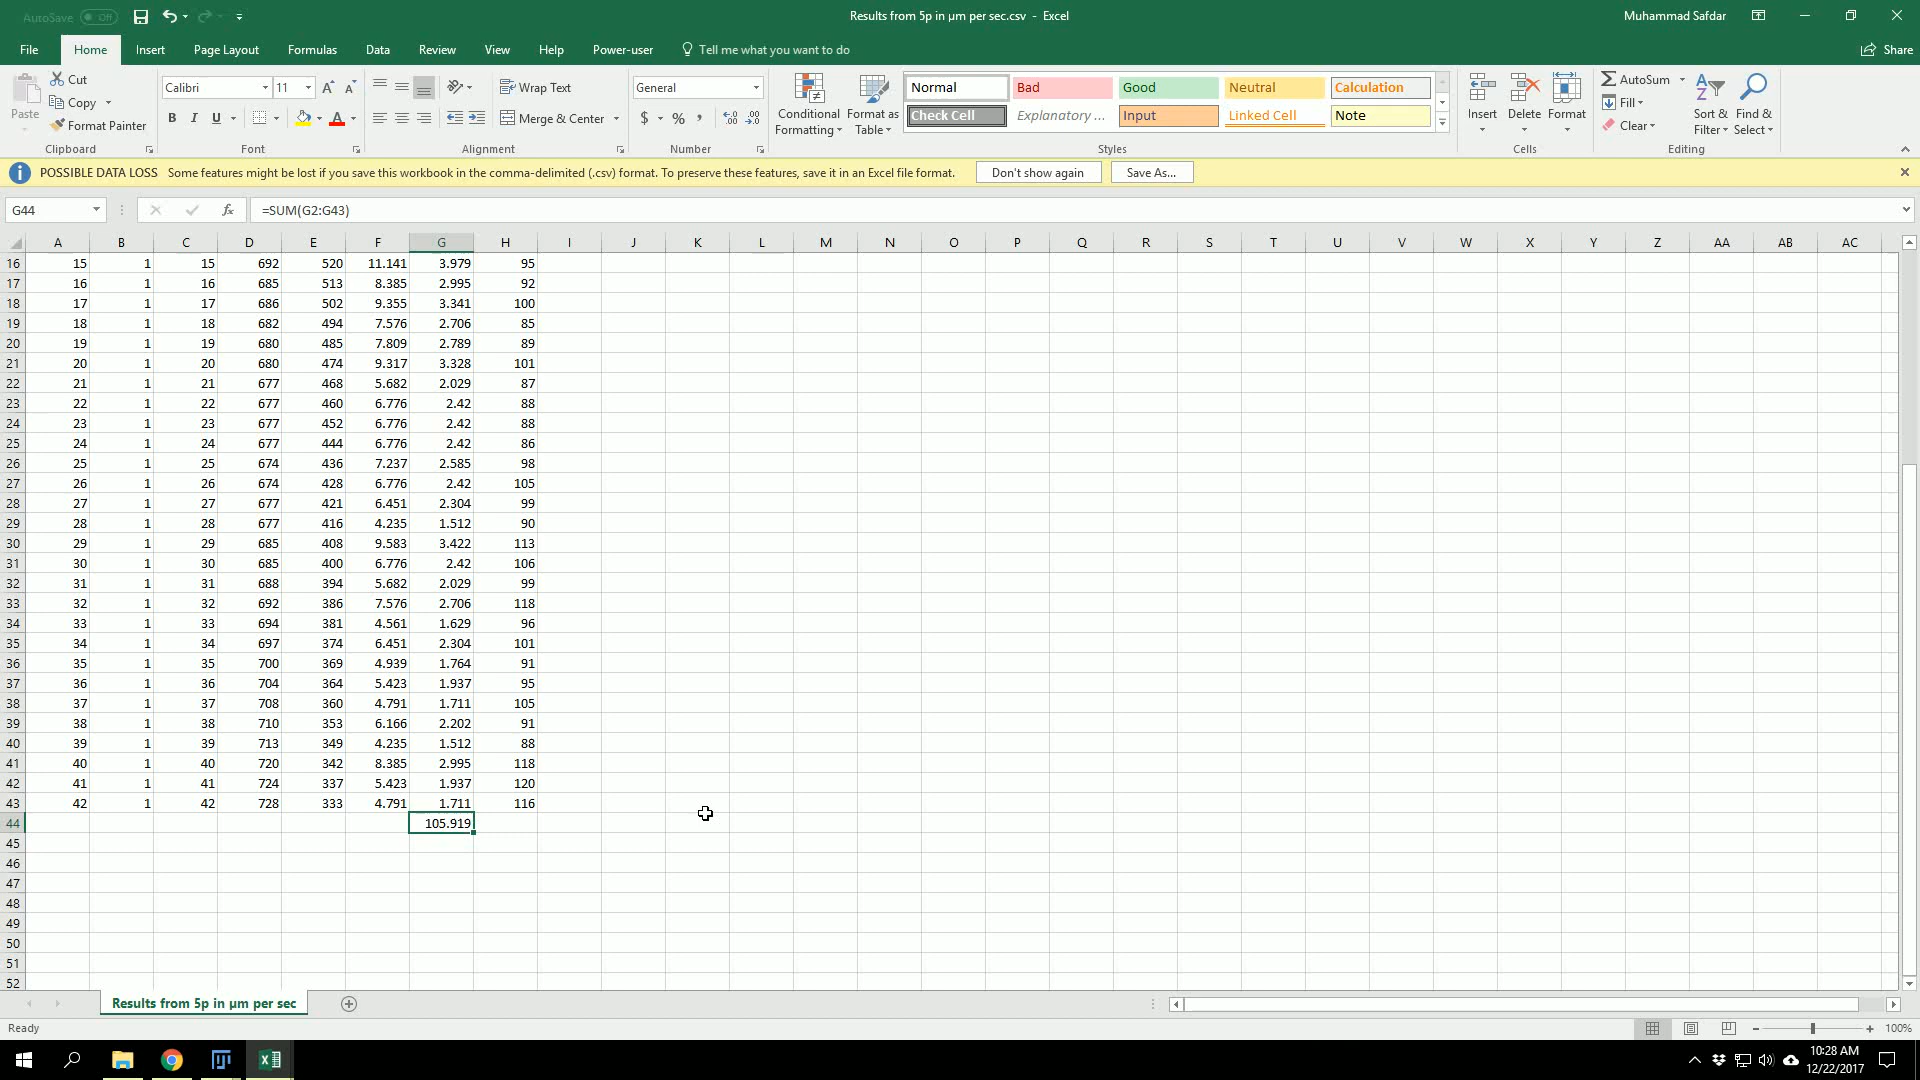 AutoSave Off Results from 5p in µm per sec.csv - Excel Muhammad Safdar
File Home Insert Page Layout Formulas Data Review View Help Power-user Tell me what you want to do Share
Cut
Copy
Format Painter
Paste
Clipboard
Calibri 11
B I U
Font
Wrap Text
Merge & Center
Alignment
General
$ % ,
Number
Conditional Formatting
Format as Table
Normal Bad Good Neutral Calculation
Check Cell Explanatory ... Input Linked Cell Note
Styles
Insert Delete Format
Cells
AutoSum
Fill
Clear
Sort & Filter
Find & Select
Editing
POSSIBLE DATA LOSS Some features might be lost if you save this workbook in the comma-delimited (.csv) format. To preserve these features, save it in an Excel file format. Don't show again Save As...
G44 fx =SUM(G2:G43)
A B C D E F G H I J K L M N O P Q R S T U V W X Y Z AA AB AC
16 15 1 15 692 520 11.141 3.979 95
17 16 1 16 685 513 8.385 2.995 92
18 17 1 17 686 502 9.355 3.341 100
19 18 1 18 682 494 7.576 2.706 85
20 19 1 19 680 485 7.809 2.789 89
21 20 1 20 680 474 9.317 3.328 101
22 21 1 21 677 468 5.682 2.029 87
23 22 1 22 677 460 6.776 2.42 88
24 23 1 23 677 452 6.776 2.42 88
25 24 1 24 677 444 6.776 2.42 86
26 25 1 25 674 436 7.237 2.585 98
27 26 1 26 674 428 6.776 2.42 105
28 27 1 27 677 421 6.451 2.304 99
29 28 1 28 677 416 4.235 1.512 90
30 29 1 29 685 408 9.583 3.422 113
31 30 1 30 685 400 6.776 2.42 106
32 31 1 31 688 394 5.682 2.029 99
33 32 1 32 692 386 7.576 2.706 118
34 33 1 33 694 381 4.561 1.629 96
35 34 1 34 697 374 6.451 2.304 101
36 35 1 35 700 369 4.939 1.764 91
37 36 1 36 704 364 5.423 1.937 95
38 37 1 37 708 360 4.791 1.711 105
39 38 1 38 710 353 6.166 2.202 91
40 39 1 39 713 349 4.235 1.512 88
41 40 1 40 720 342 8.385 2.995 118
42 41 1 41 724 337 5.423 1.937 120
43 42 1 42 728 333 4.791 1.711 116
44 105.919
45
46
47
48
49
50
51
52
Results from 5p in µm per sec
Ready 100%
10:28 AM
12/22/2017